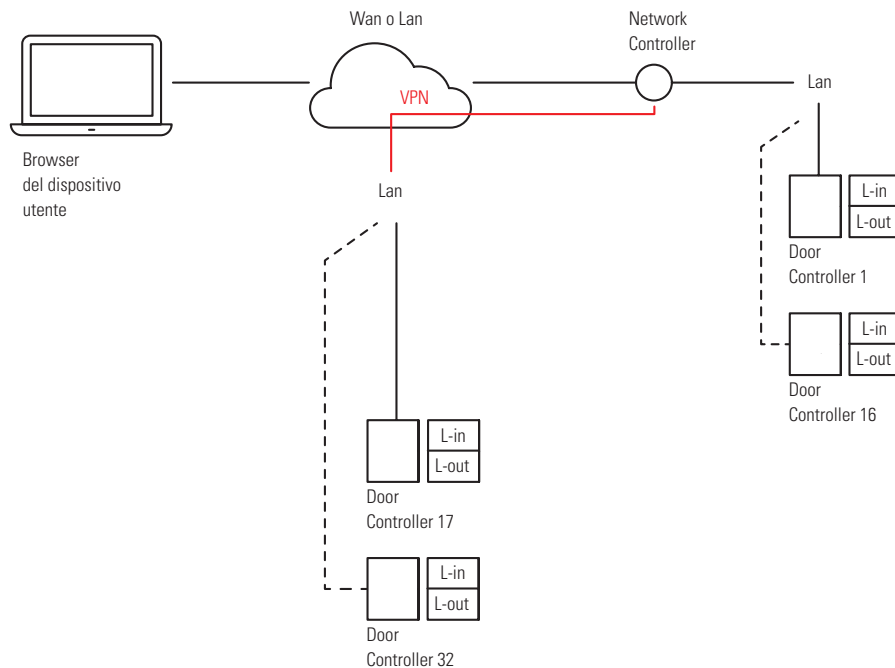 Wan o Lan
Network
Controller
VPN
Lan
Browser
del dispositivo
utente
Lan
L-in
L-out
Door
Controller 1
L-in
L-out
Door
Controller 16
L-in
L-out
Door
Controller 17
L-in
L-out
Door
Controller 32